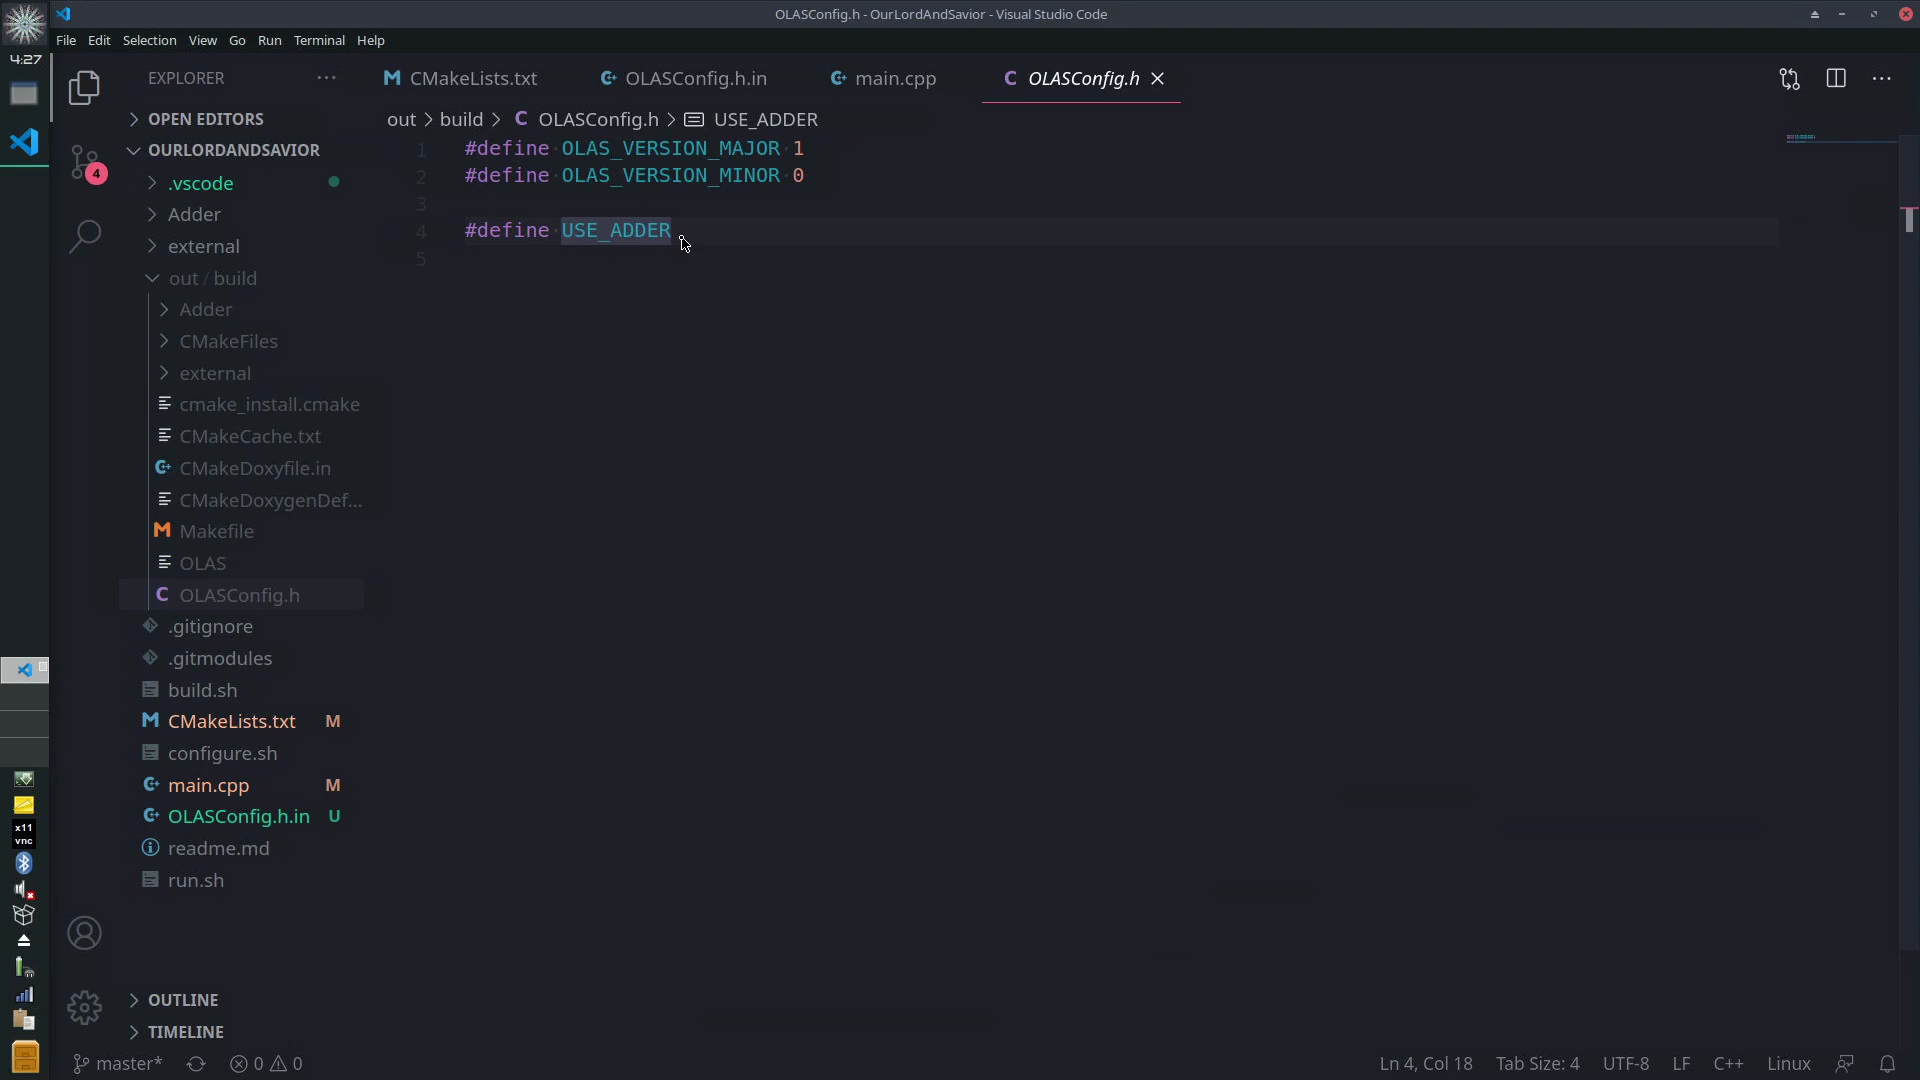 OLASConfig.h - OurLordAndSavior - Visual Studio Code
File Edit Selection View Go Run Terminal Help
4:27
EXPLORER ···
CMakeLists.txt
OLASConfig.h.in
main.cpp
OLASConfig.h
OPEN EDITORS
OURLORDANDSAVIOR
.vscode
Adder
external
out / build
Adder
CMakeFiles
external
cmake_install.cmake
CMakeCache.txt
CMakeDoxyfile.in
CMakeDoxygenDef...
Makefile
OLAS
OLASConfig.h
.gitignore
.gitmodules
build.sh
CMakeLists.txt M
configure.sh
main.cpp M
OLASConfig.h.in U
readme.md
run.sh
OUTLINE
TIMELINE
4
x11
vnc
out > build > C OLASConfig.h > USE_ADDER
1 #define OLAS_VERSION_MAJOR 1
2 #define OLAS_VERSION_MINOR 0
3
4 #define USE_ADDER
5
master* 0 0 Ln 4, Col 18 Tab Size: 4 UTF-8 LF C++ Linux